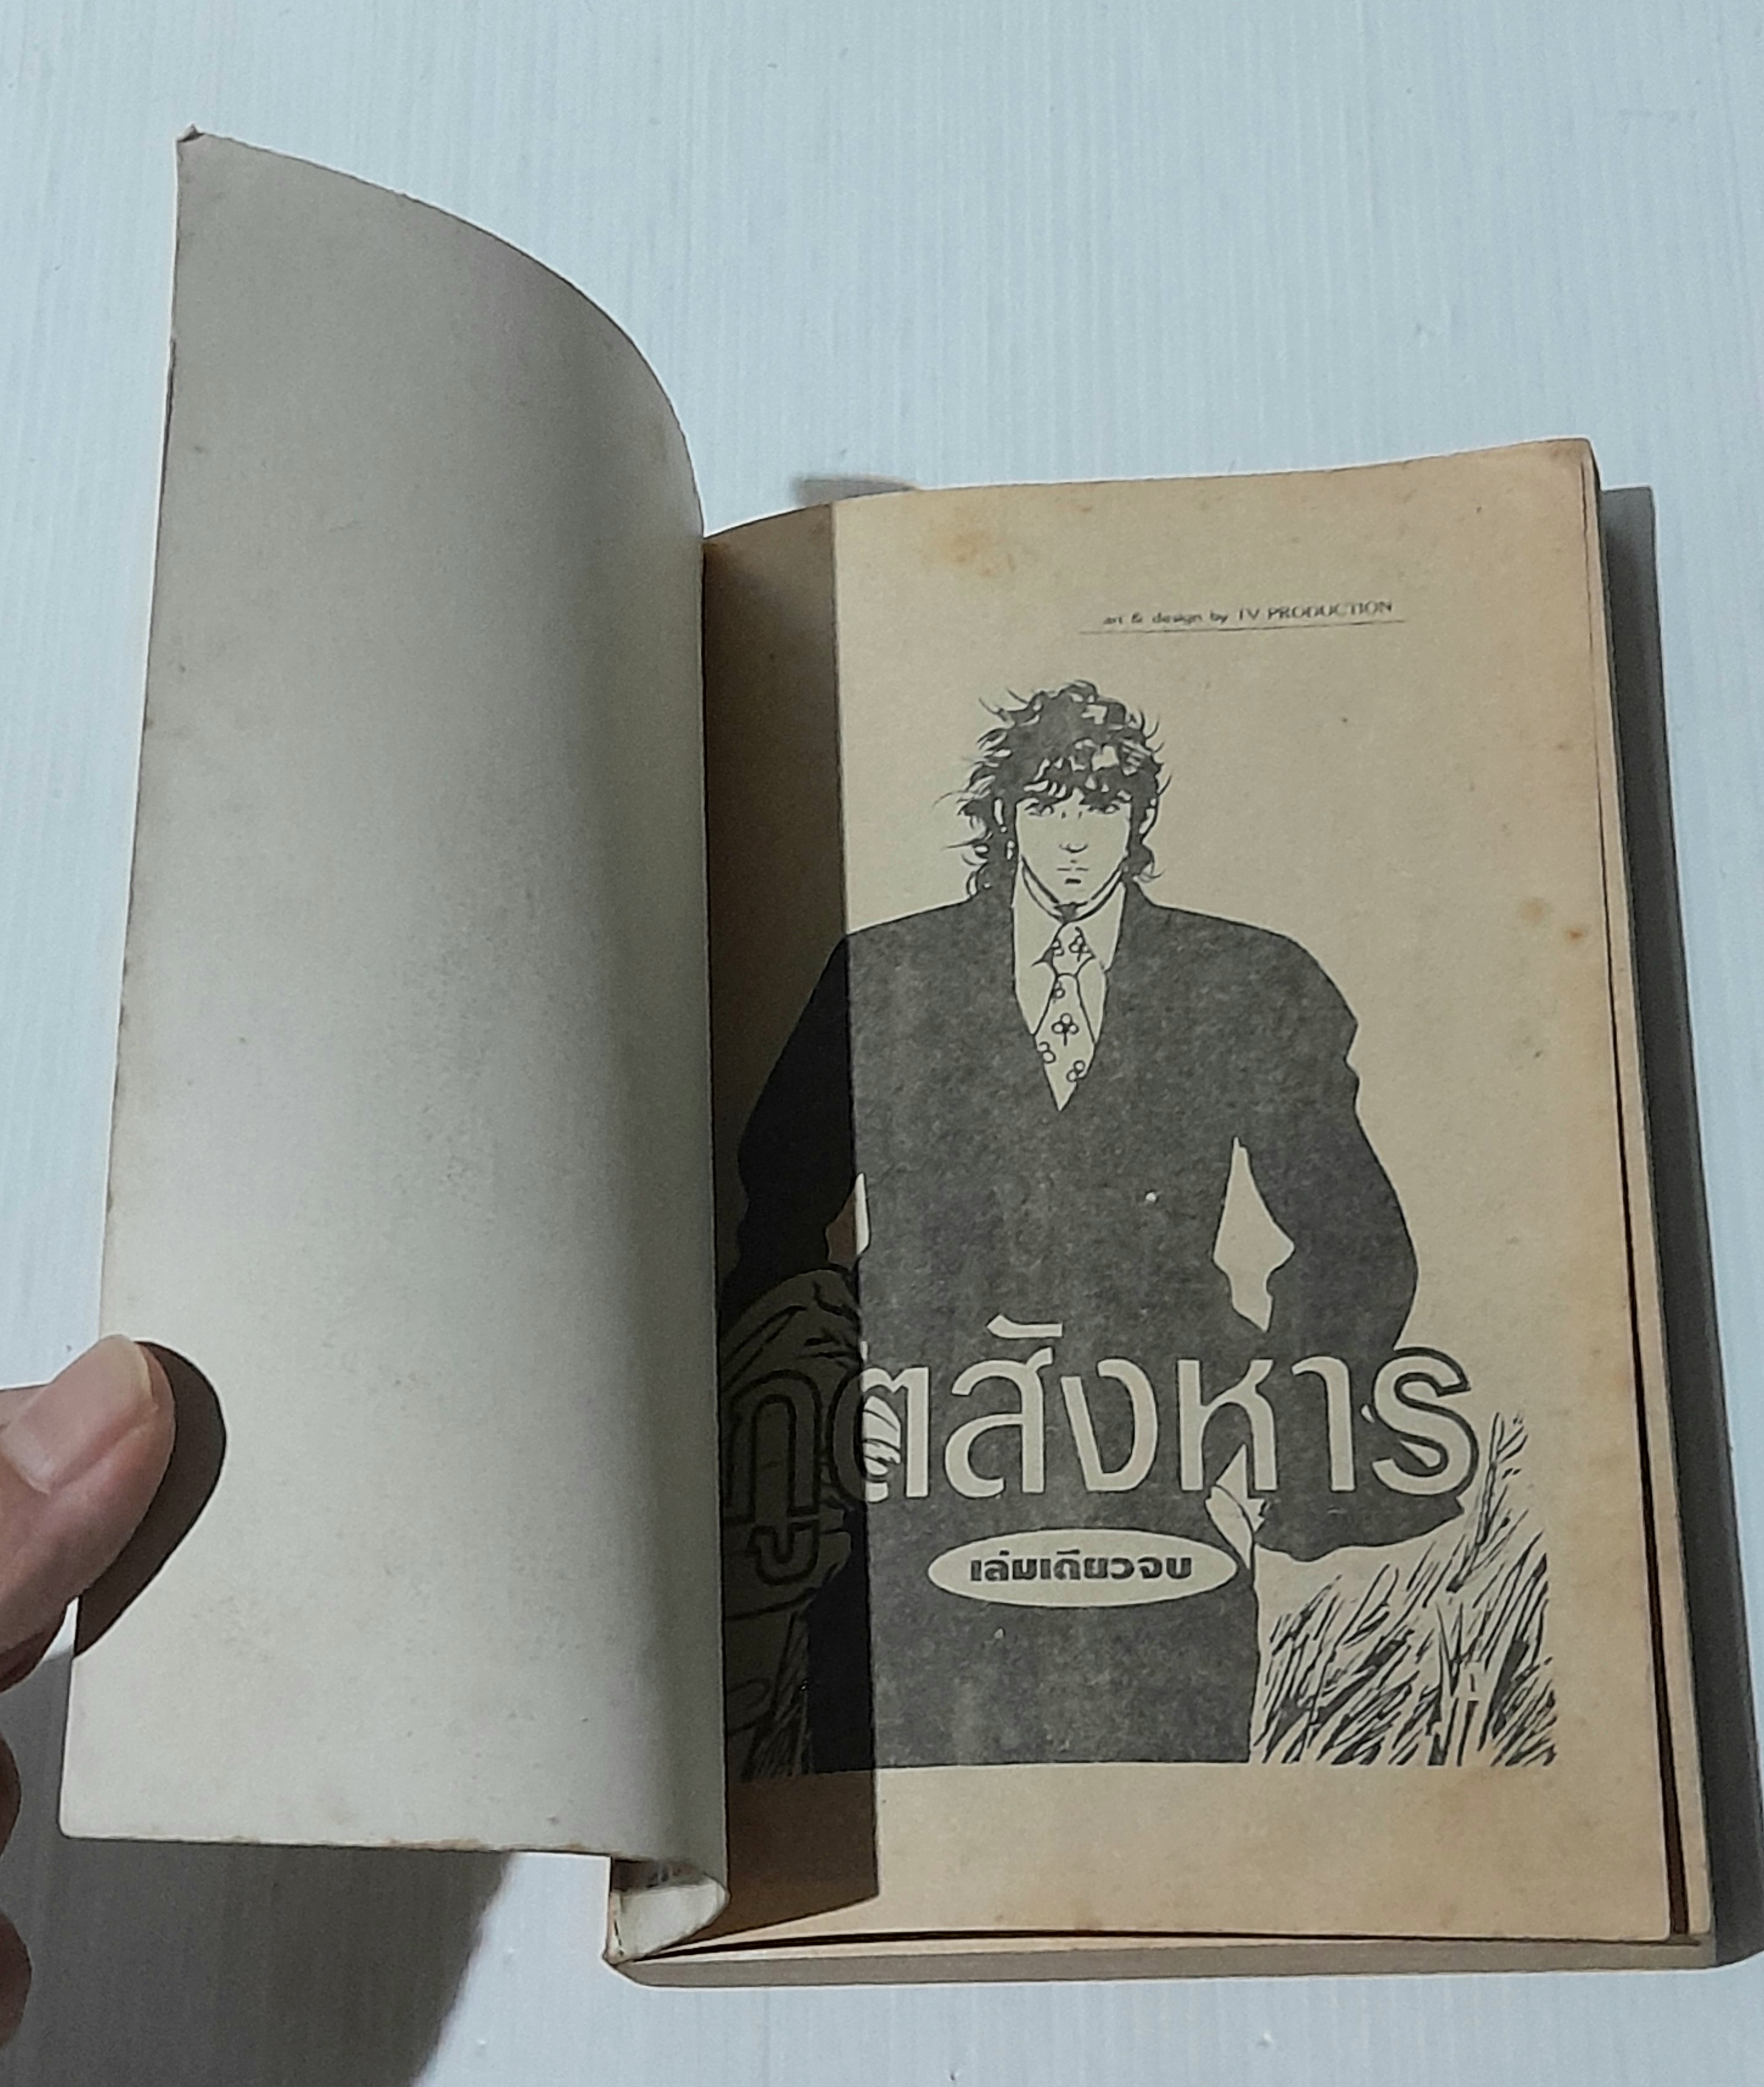 art & design by TV PRODUCTION
ทูตสังหาร
เล่มเดียวจบ